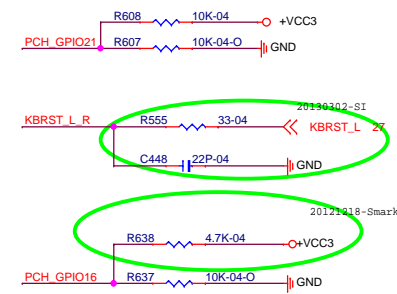 R608 10K-04 +VCC3
PCH_GPIO21 R607 10K-04-O GND
20130302-SI
KBRST_L_R R555 33-04 KBRST_L 27
C448 22P-04 GND
20121218-Smark
R638 4.7K-04 +VCC3
PCH_GPIO16 R637 10K-04-O GND